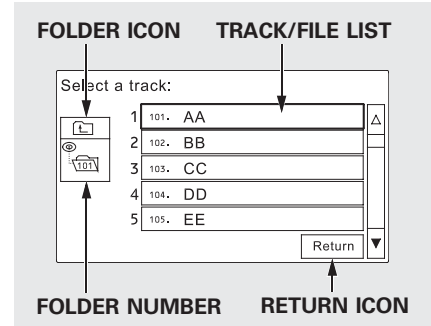 FOLDER ICON TRACK/FILE LIST
Select a track:
1 101. AA
2 102. BB
101
3 103. CC
4 104. DD
5 105. EE
Return
FOLDER NUMBER RETURN ICON